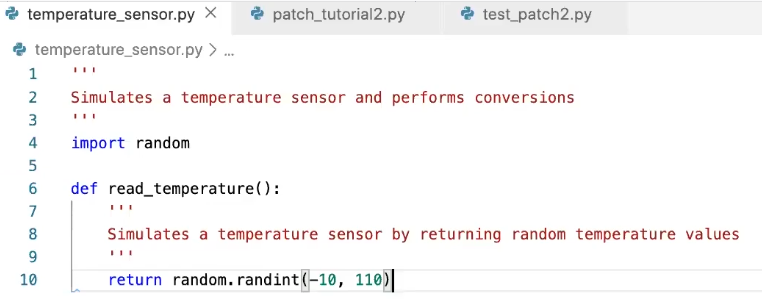 temperature_sensor.py × patch_tutorial2.py test_patch2.py
temperature_sensor.py > ...
1 '''
2 Simulates a temperature sensor and performs conversions
3 '''
4 import random
5
6 def read_temperature():
7 '''
8 Simulates a temperature sensor by returning random temperature values
9 '''
10 return random.randint(-10, 110)